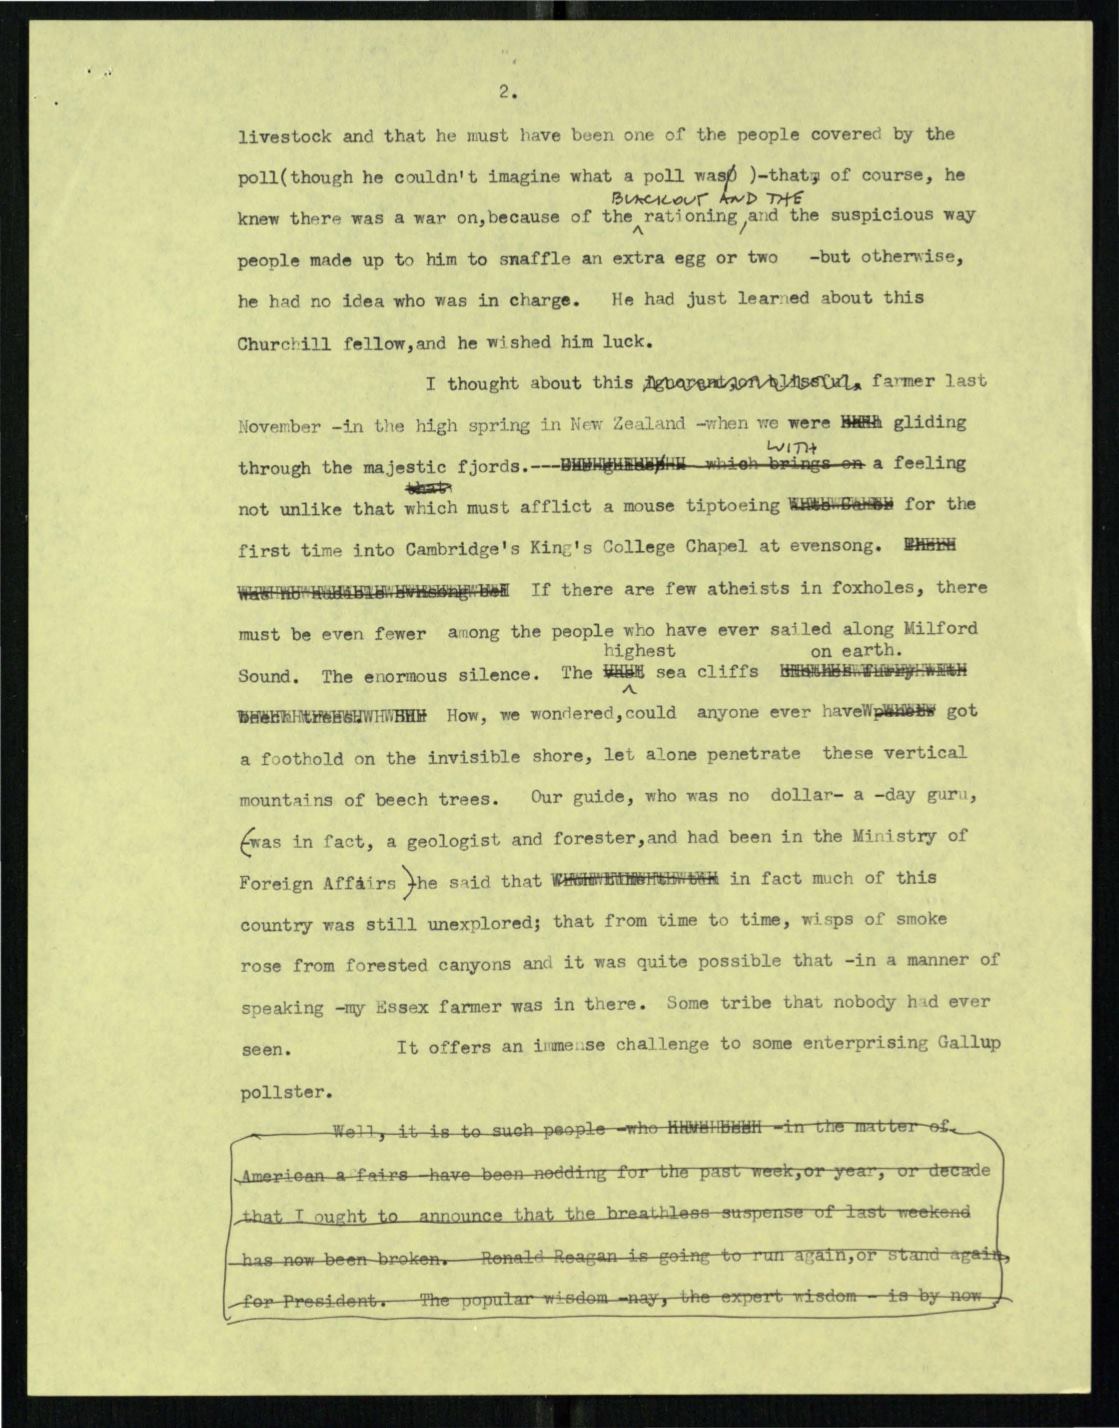 2.
livestock and that he must have been one of the people covered by the
poll(though he couldn't imagine what a poll was )-that, of course, he
BLACKOUT AND THE
knew there was a war on,because of the rationing,and the suspicious way
people made up to him to snaffle an extra egg or two -but otherwise,
he had no idea who was in charge. He had just learned about this
Churchill fellow,and he wished him luck.
I thought about this ignorant,or blissful, farmer last
November -in the high spring in New Zealand -when we were gliding
WITH
through the majestic fjords.--- which brings on a feeling
that
not unlike that which must afflict a mouse tiptoeing for the
first time into Cambridge's King's College Chapel at evensong. There
was no audible evensong If there are few atheists in foxholes, there
must be even fewer among the people who have ever sailed along Milford
highest on earth.
Sound. The enormous silence. The sea cliffs
beech trees. How, we wondered,could anyone ever have got
a foothold on the invisible shore, let alone penetrate these vertical
mountains of beech trees. Our guide, who was no dollar- a -day guru,
(was in fact, a geologist and forester,and had been in the Ministry of
Foreign Affairs )he said that in fact much of this
country was still unexplored; that from time to time, wisps of smoke
rose from forested canyons and it was quite possible that -in a manner of
speaking -my Essex farmer was in there. Some tribe that nobody had ever
seen. It offers an immense challenge to some enterprising Gallup
pollster.
Well, it is to such people -who -in the matter of
American affairs -have been nodding for the past week,or year, or decade
that I ought to announce that the breathless suspense of last weekend
has now been broken. Ronald Reagan is going to run again,or stand again,
for President. The popular wisdom -nay, the expert wisdom - is by now